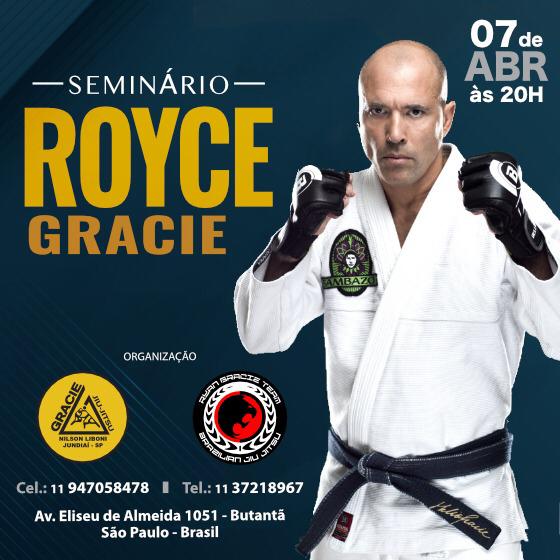 07 de
ABR
às 20H
SEMINÁRIO
ROYCE
GRACIE
ORGANIZAÇÃO
GRACIE
JIU-JITSU
NILSON LIBONI
JUNDIAÍ - SP
RYAN GRACIE TEAM
BRAZILIAN JIU JITSU
AMBAZO
Cel.: 11 947058478 | Tel.: 11 37218967
Av. Eliseu de Almeida 1051 - Butantã
São Paulo - Brasil